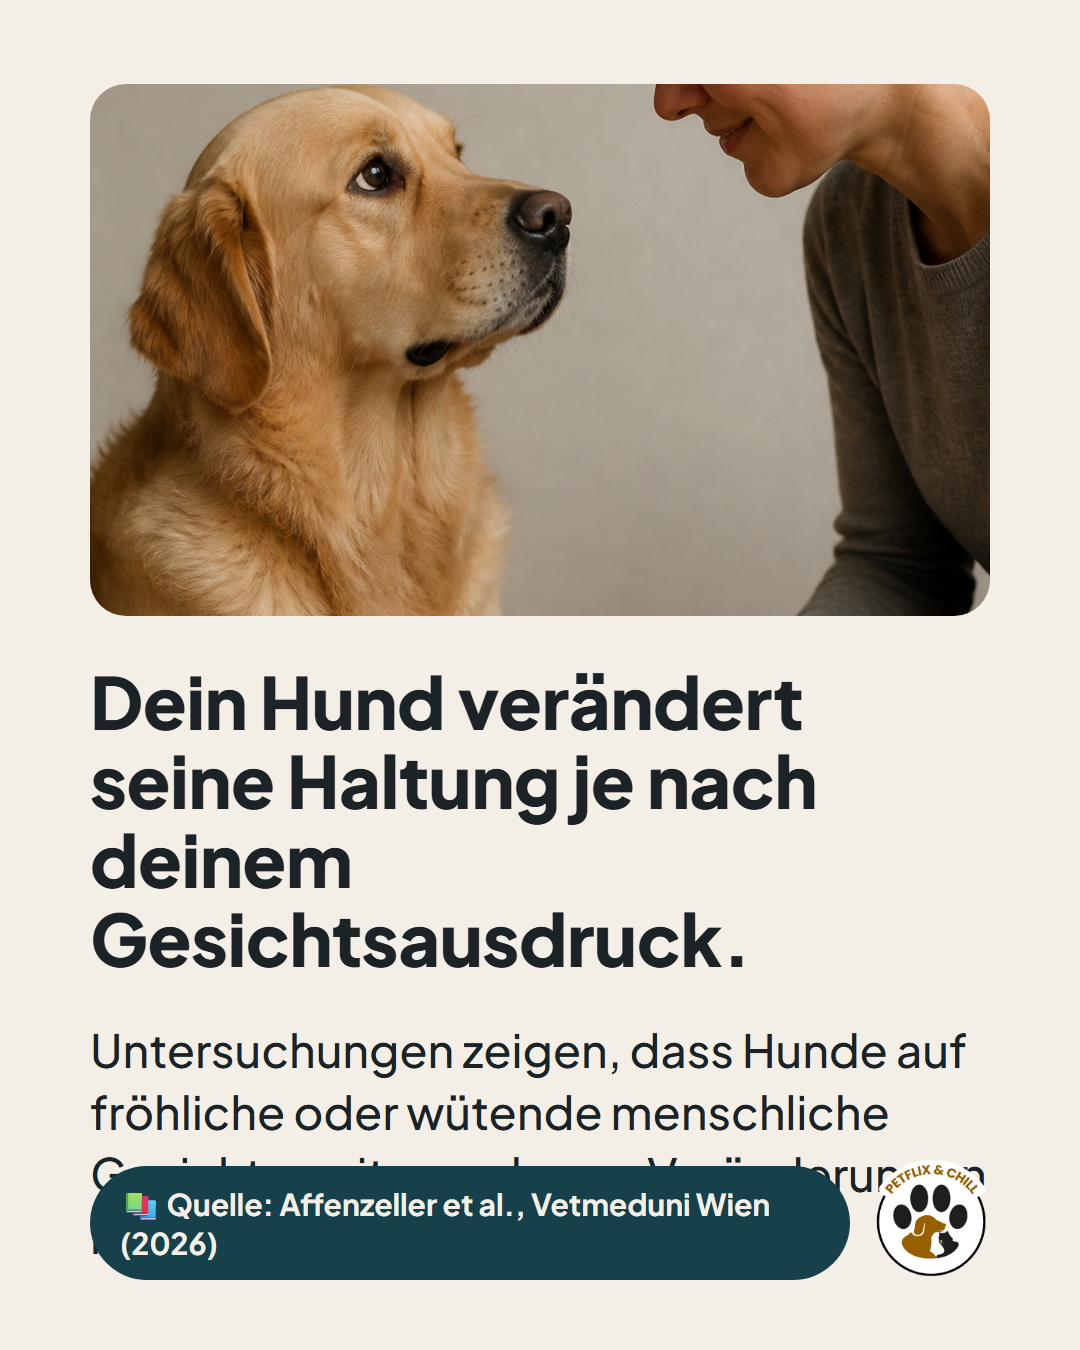 Dein Hund verändert
seine Haltung je nach
deinem
Gesichtsausdruck.
Untersuchungen zeigen, dass Hunde auf
fröhliche oder wütende menschliche
📚 Quelle: Affenzeller et al., Vetmeduni Wien
(2026)
PETFLIX & CHILL